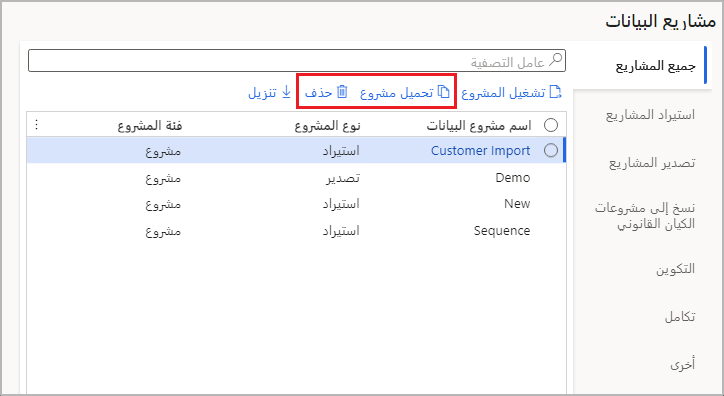 مشاريع البيانات
جميع المشاريع
استيراد المشاريع
تصدير المشاريع
نسخ إلى مشروعات
الكيان القانوني
التكوين
تكامل
أخرى
عامل التصفية
تشغيل المشروع تحميل مشروع حذف تنزيل
اسم مشروع البيانات نوع المشروع فئة المشروع
Customer Import استيراد مشروع
Demo تصدير مشروع
New استيراد مشروع
Sequence استيراد مشروع